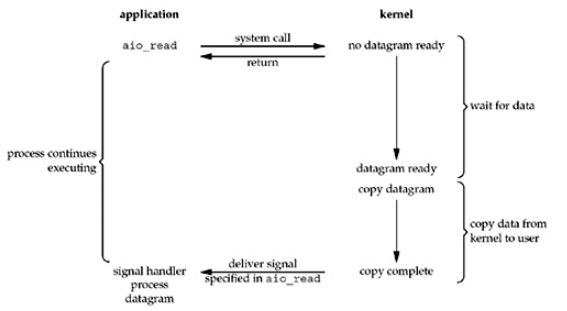 application
kernel
aio_read
system call
return
no datagram ready
wait for data
process continues
executing
datagram ready
copy datagram
copy data from
kernel to user
signal handler
process
datagram
deliver signal
specified in aio_read
copy complete